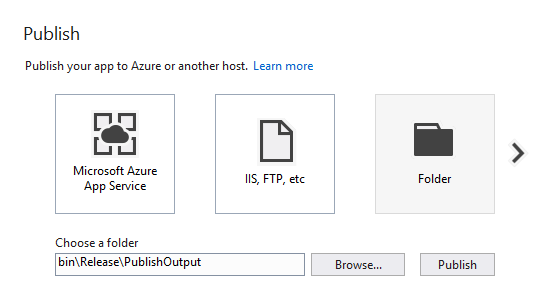 Publish
Publish your app to Azure or another host. Learn more
Microsoft Azure
App Service
IIS, FTP, etc
Folder
Choose a folder
bin\Release\PublishOutput
Browse...
Publish